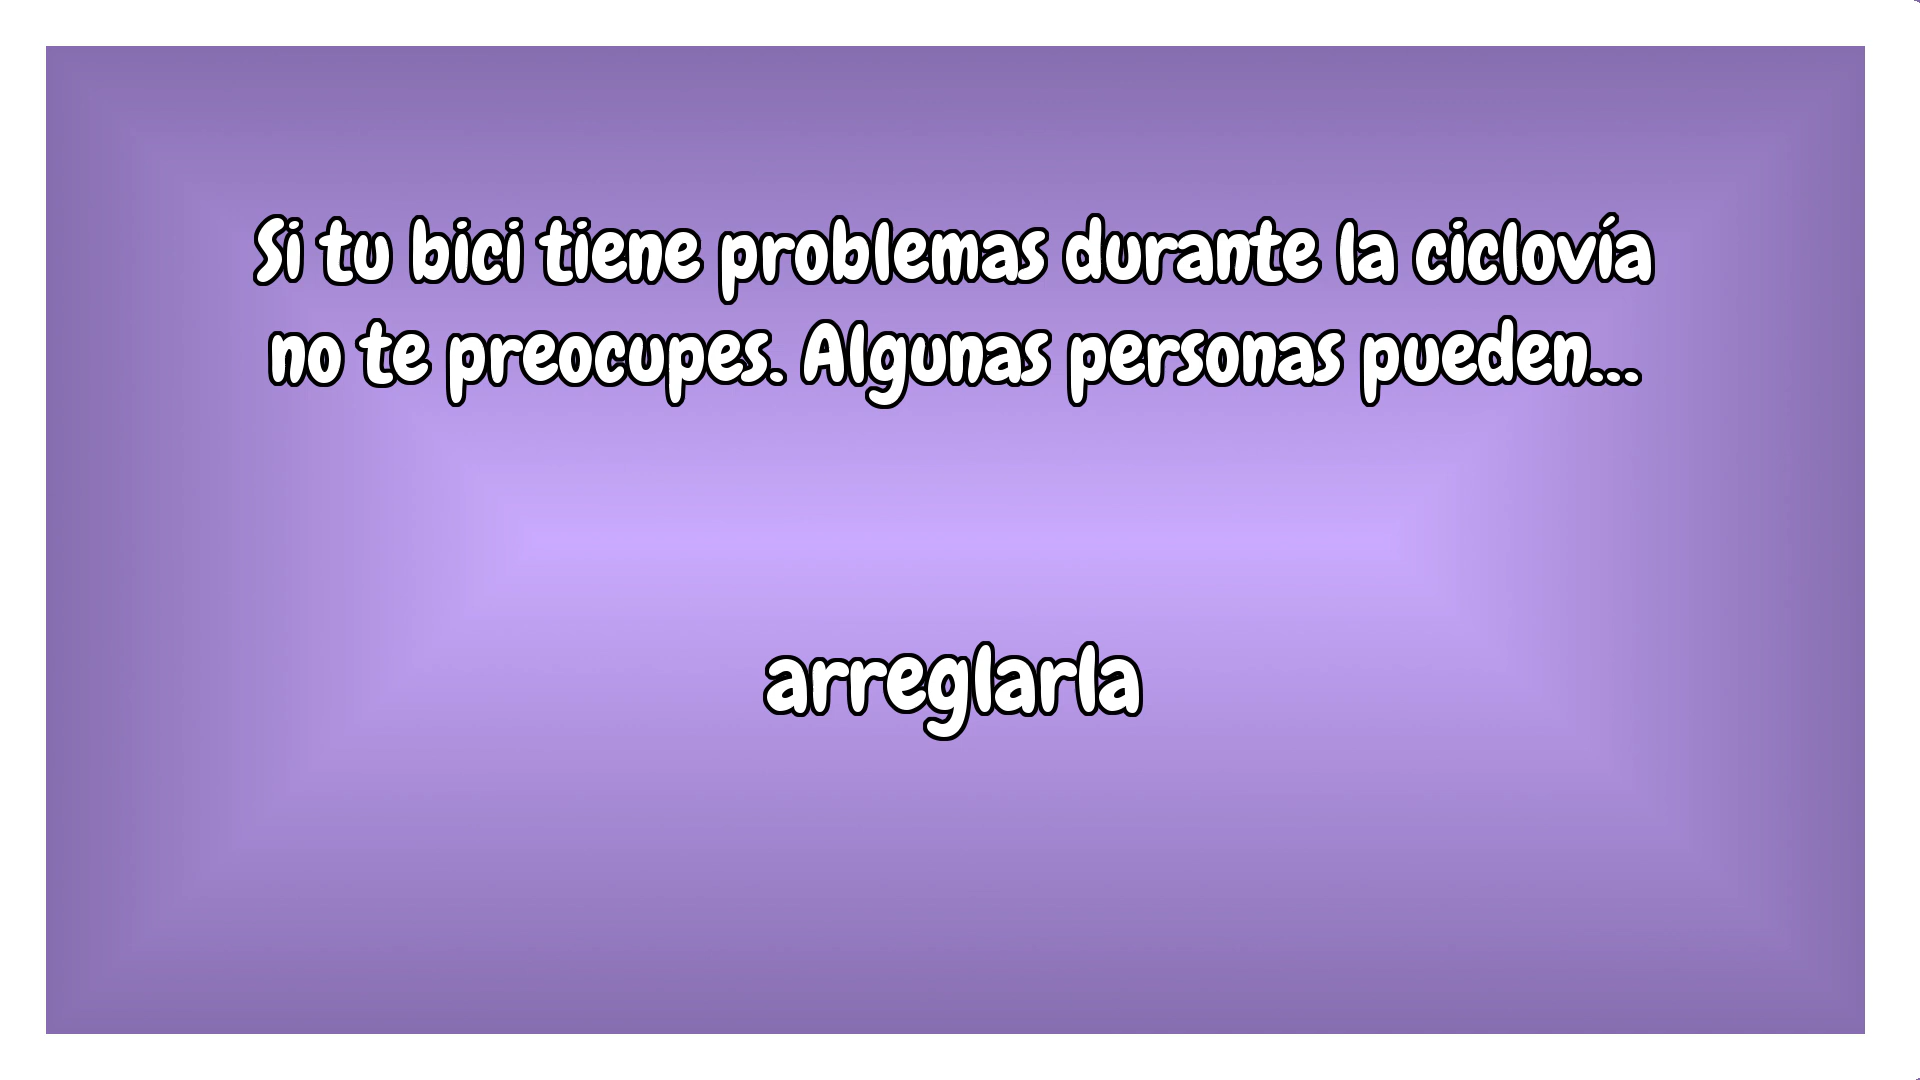 Si tu bici tiene problemas durante la ciclovía
no te preocupes. Algunas personas pueden...
arreglarla